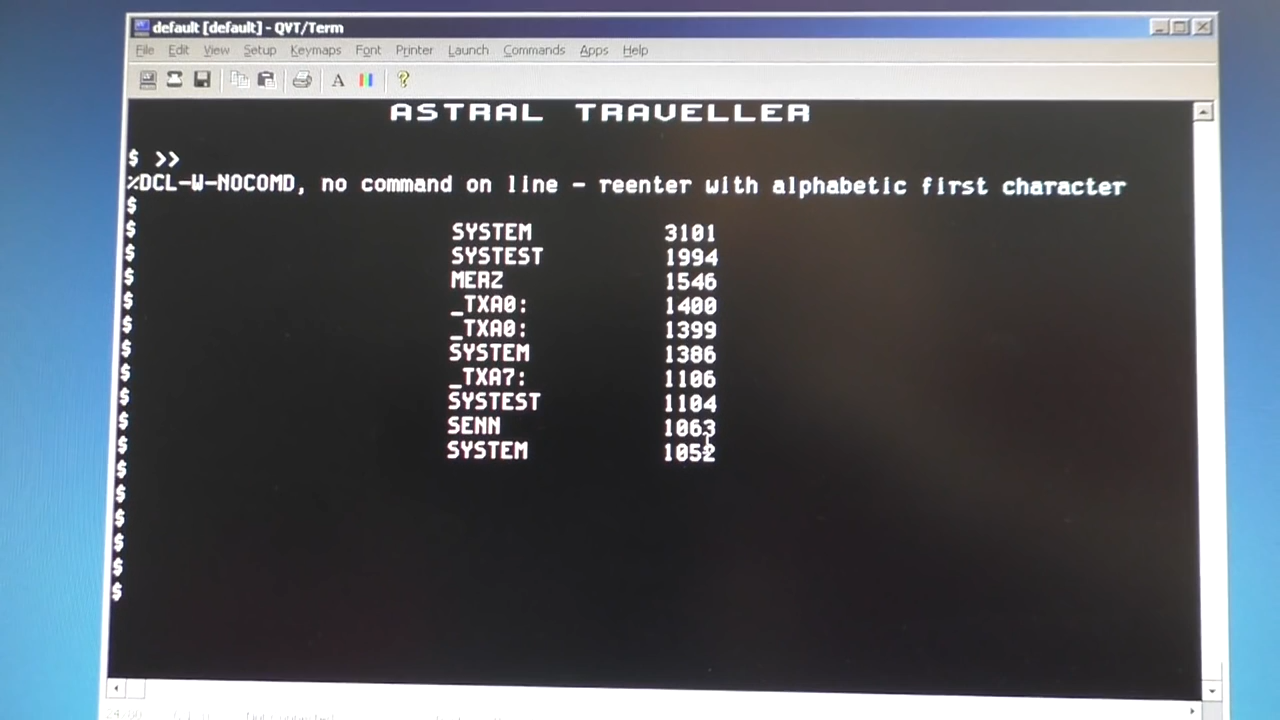 default [default] - QVT/Term
File Edit View Setup Keymaps Font Printer Launch Commands Apps Help
A ?
ASTRAL TRAVELLER
$ >>
%DCL-W-NOCOMD, no command on line - reenter with alphabetic first character
$
$ SYSTEM 3101
$ SYSTEST 1994
$ MERZ 1546
$ _TXA0: 1400
$ _TXA0: 1399
$ SYSTEM 1386
$ _TXA7: 1106
$ SYSTEST 1104
$ SENN 1063
$ SYSTEM 1052
$
$
$
$
$
$